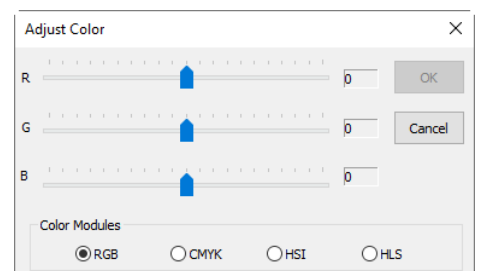 Adjust Color
R 0 OK
G 0 Cancel
B 0
Color Modules
RGB CMYK HSI HLS